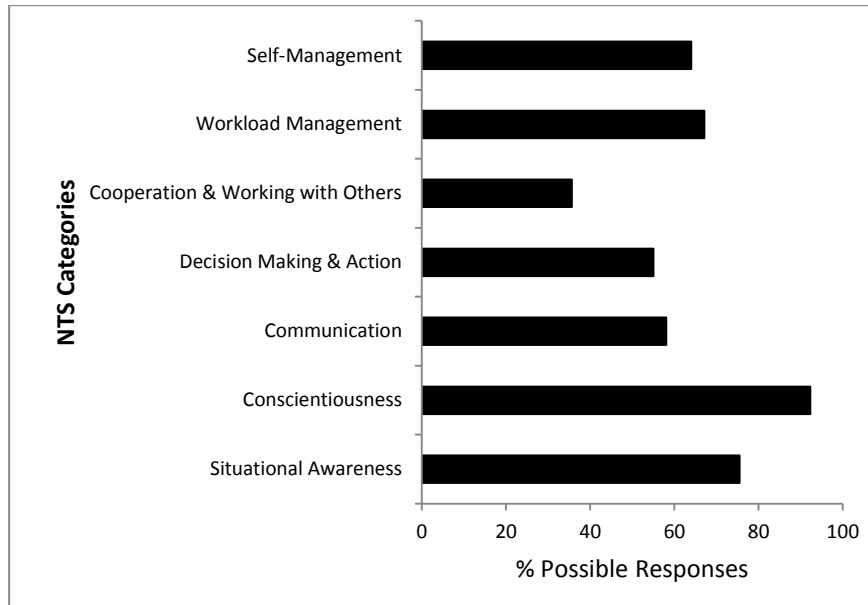 NTS Categories
Self-Management
Workload Management
Cooperation & Working with Others
Decision Making & Action
Communication
Conscientiousness
Situational Awareness
0 20 40 60 80 100
% Possible Responses